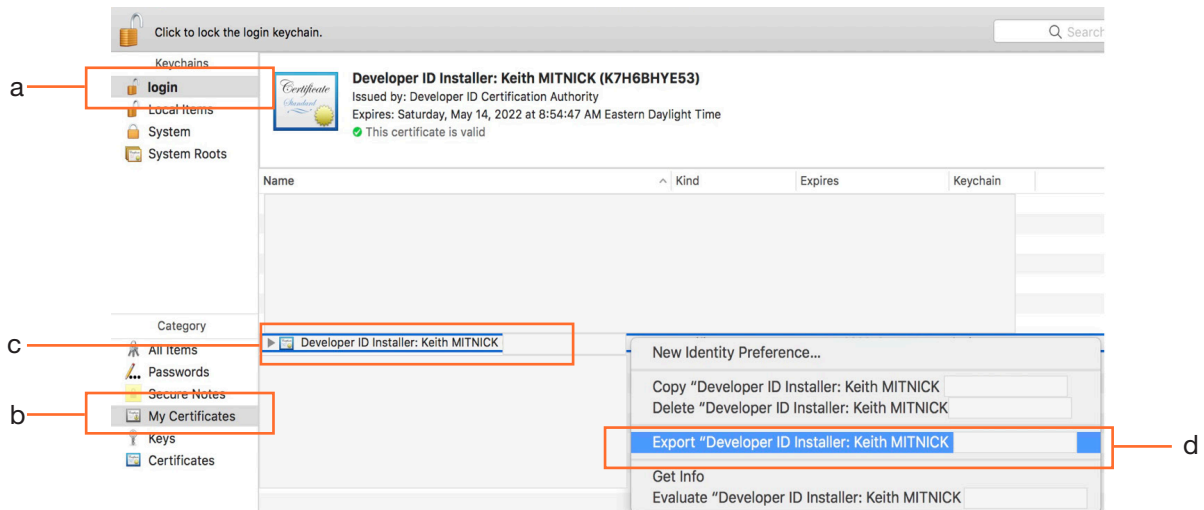 Click to lock the login keychain.
Search
Keychains
a
login
Local Items
System
System Roots
Certificate
Standard
Developer ID Installer: Keith MITNICK (K7H6BHYE53)
Issued by: Developer ID Certification Authority
Expires: Saturday, May 14, 2022 at 8:54:47 AM Eastern Daylight Time
This certificate is valid
Name Kind Expires Keychain
Category
c
All Items
Passwords
Secure Notes
b
My Certificates
Keys
Certificates
Developer ID Installer: Keith MITNICK
New Identity Preference...
Copy “Developer ID Installer: Keith MITNICK
Delete “Developer ID Installer: Keith MITNICK
Export “Developer ID Installer: Keith MITNICK
d
Get Info
Evaluate “Developer ID Installer: Keith MITNICK